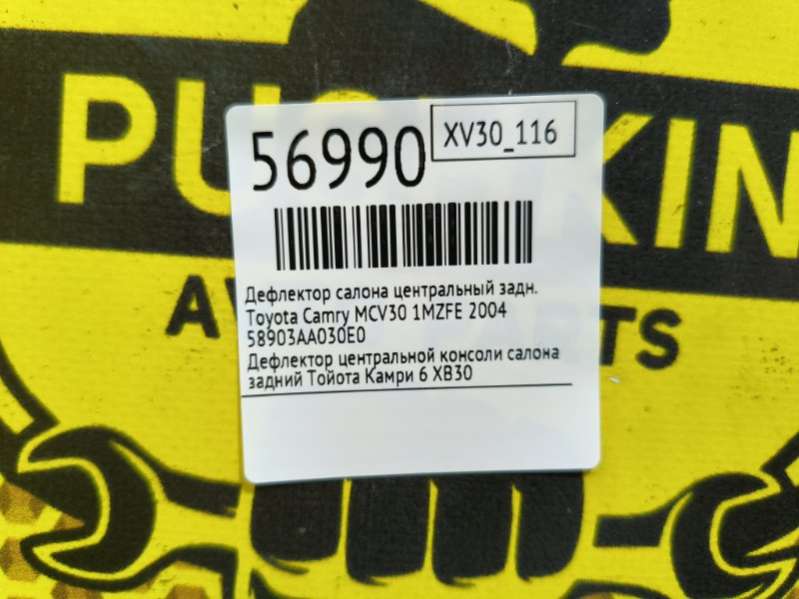 56990
XV30_116
Дефлектор салона центральный задн.
Toyota Camry MCV30 1MZFE 2004
58903AA030E0
Дефлектор центральной консоли салона
задний Тойота Камри 6 ХВ30